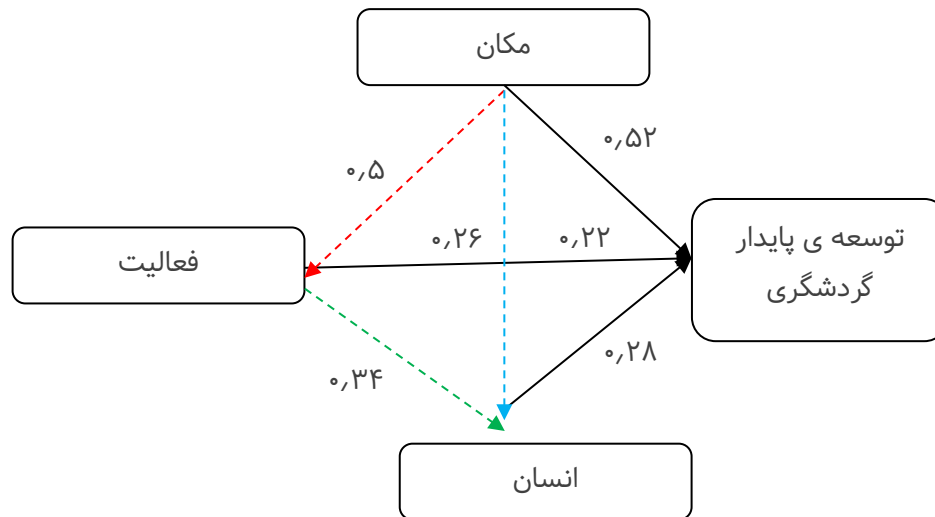 مکان
۰٫۵۲
۰٫۵
توسعه ی پایدار
گردشگری
۰٫۲۶
۰٫۲۲
فعالیت
۰٫۲۸
۰٫۳۴
انسان